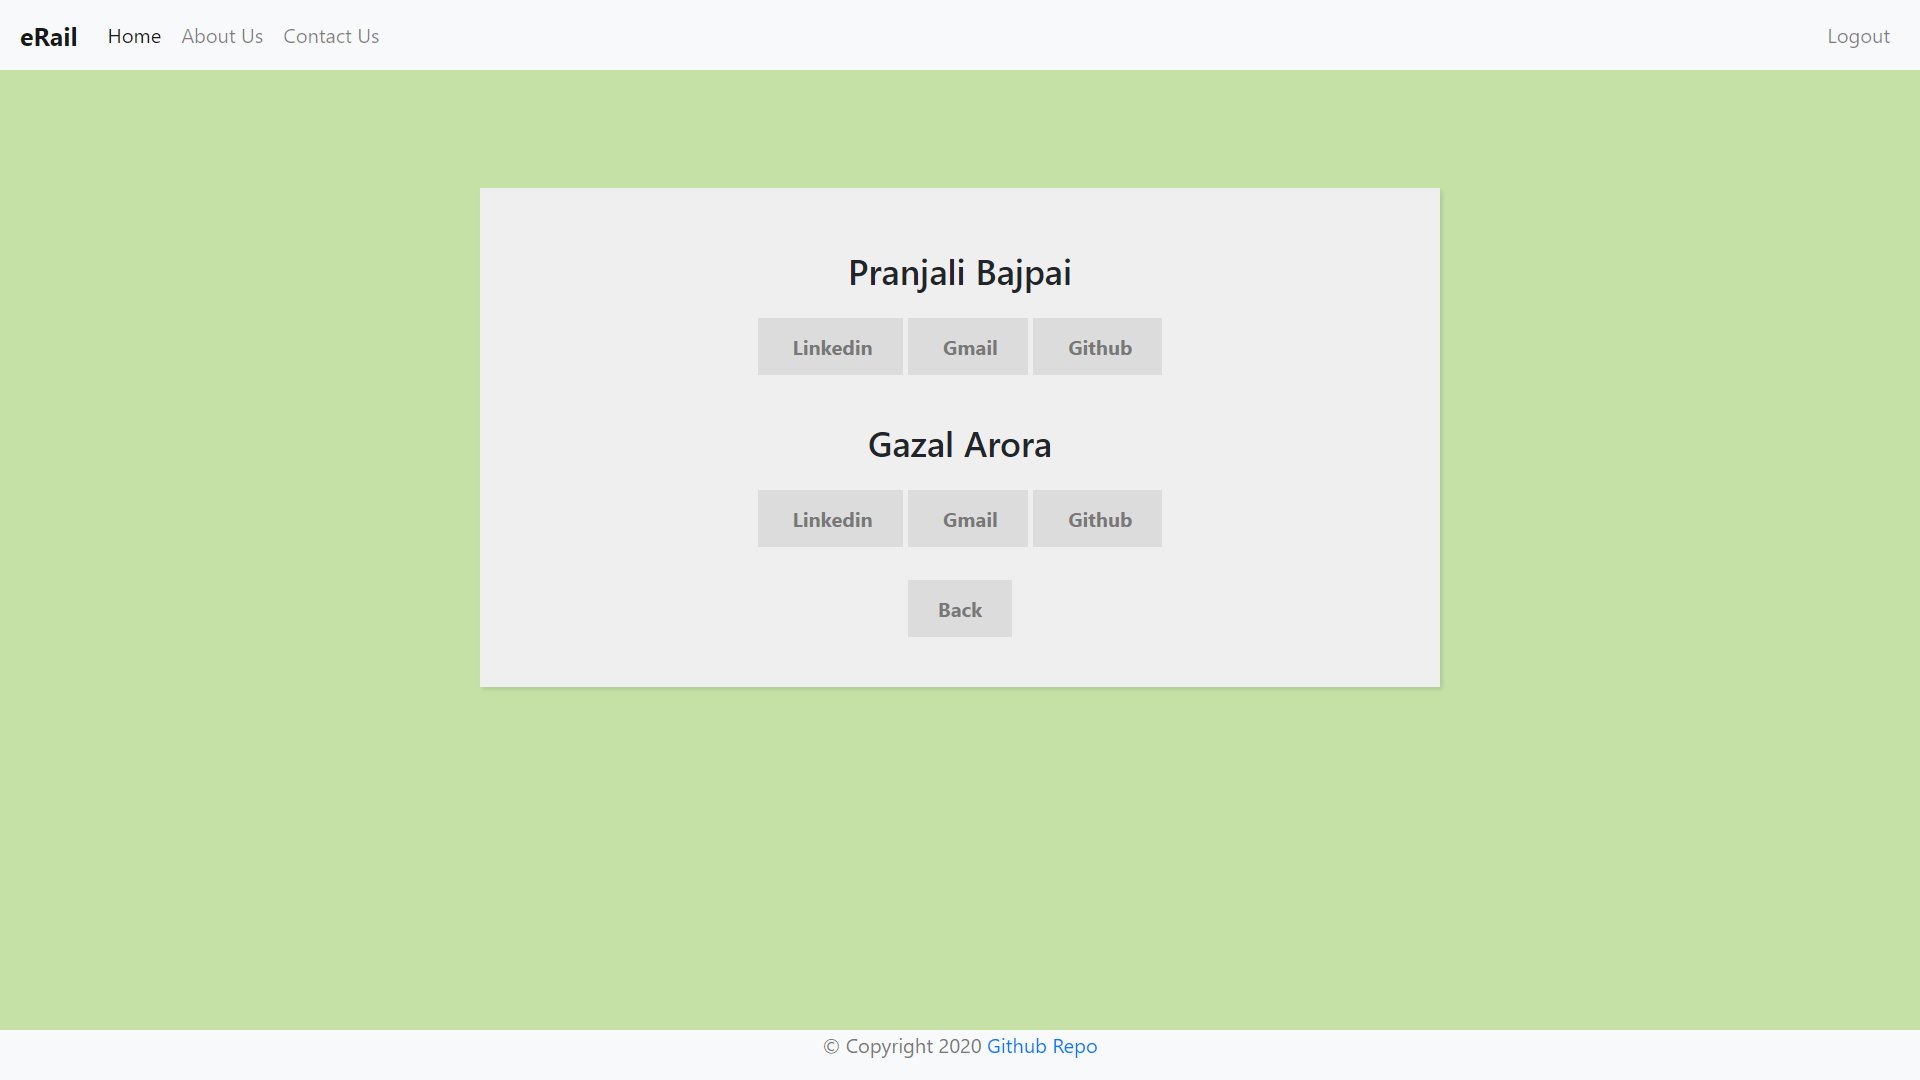 eRail Home About Us Contact Us Logout
Pranjali Bajpai
Linkedin Gmail Github
Gazal Arora
Linkedin Gmail Github
Back
© Copyright 2020 Github Repo